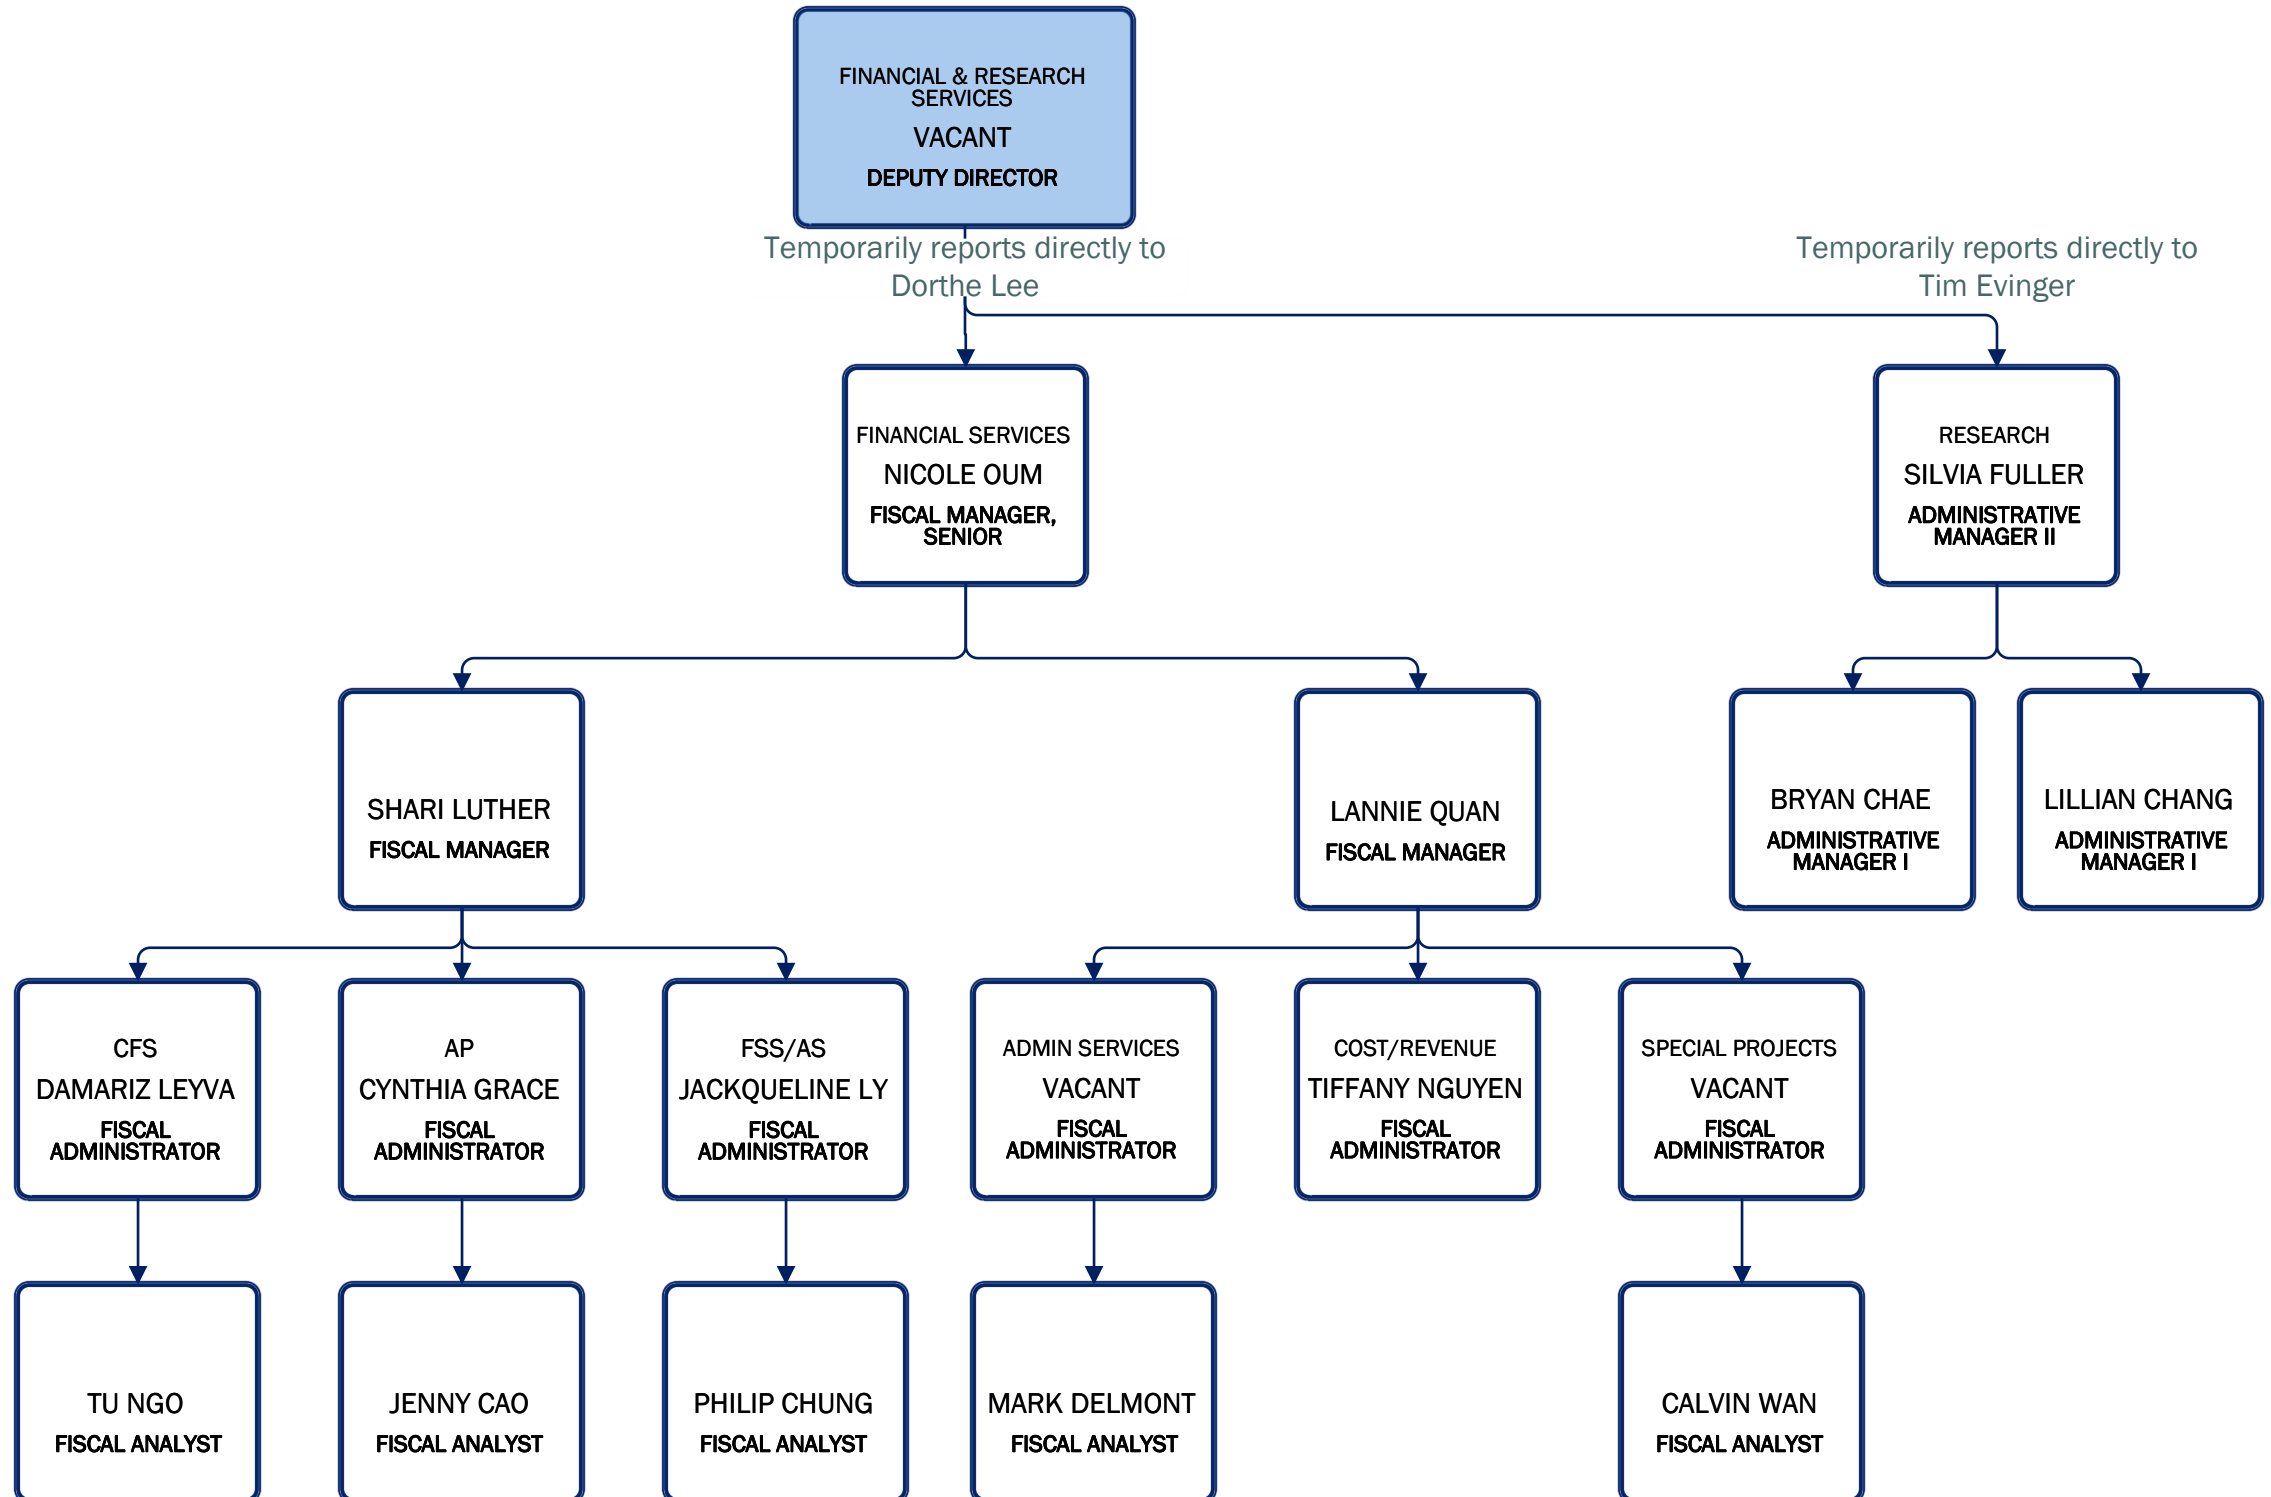 FINANCIAL & RESEARCH
SERVICES
VACANT
DEPUTY DIRECTOR
Temporarily reports directly to
Dorthe Lee
Temporarily reports directly to
Tim Evinger
FINANCIAL SERVICES
NICOLE OUM
FISCAL MANAGER,
SENIOR
RESEARCH
SILVIA FULLER
ADMINISTRATIVE
MANAGER II
SHARI LUTHER
FISCAL MANAGER
LANNIE QUAN
FISCAL MANAGER
BRYAN CHAE
ADMINISTRATIVE
MANAGER I
LILLIAN CHANG
ADMINISTRATIVE
MANAGER I
CFS
DAMARIZ LEYVA
FISCAL
ADMINISTRATOR
AP
CYNTHIA GRACE
FISCAL
ADMINISTRATOR
FSS/AS
JACKQUELINE LY
FISCAL
ADMINISTRATOR
ADMIN SERVICES
VACANT
FISCAL
ADMINISTRATOR
COST/REVENUE
TIFFANY NGUYEN
FISCAL
ADMINISTRATOR
SPECIAL PROJECTS
VACANT
FISCAL
ADMINISTRATOR
TU NGO
FISCAL ANALYST
JENNY CAO
FISCAL ANALYST
PHILIP CHUNG
FISCAL ANALYST
MARK DELMONT
FISCAL ANALYST
CALVIN WAN
FISCAL ANALYST